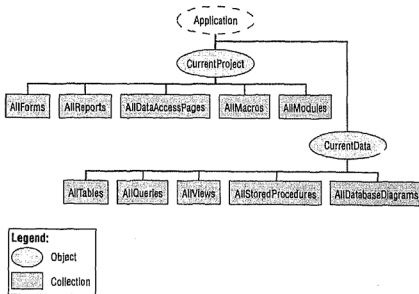 Application
CurrentProject
AllForms AllReports AllDataAccessPages AllMacros AllModules
CurrentData
AllTables AllQueries AllViews AllStoredProcedures AllDatabaseDiagrams
Legend:
Object
Collection